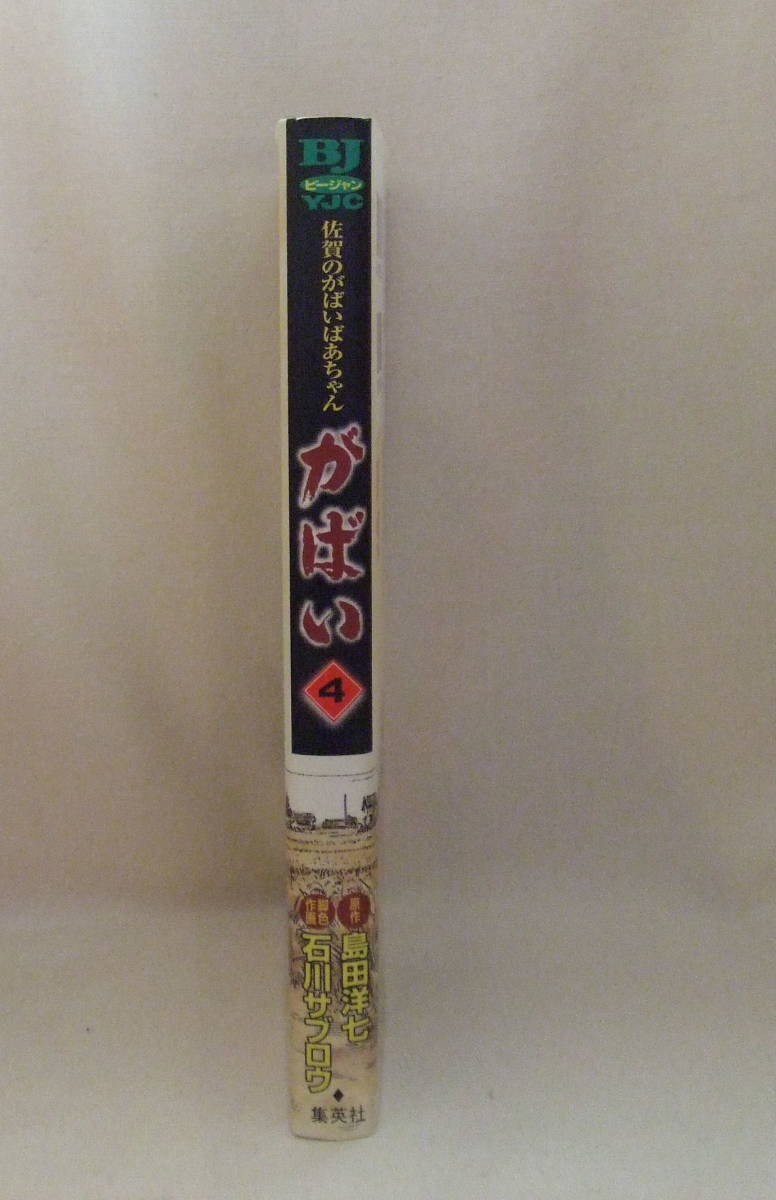 BJ
ビージャン
YJC
佐賀のがばいばあちゃん
がばい
4
原作
島田洋七
脚色
作画
石川サブロウ
集英社